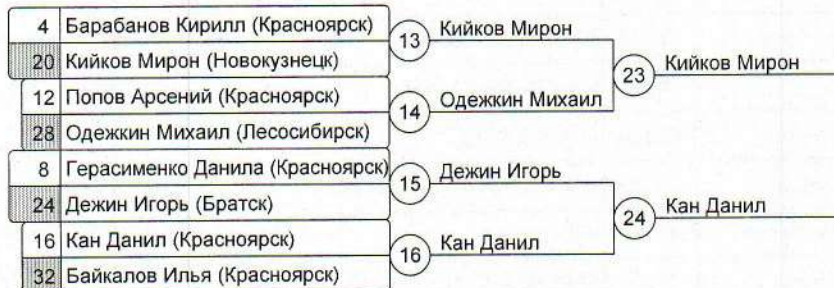 4 Барабанов Кирилл (Красноярск)
20 Кийков Мирон (Новокузнецк)
12 Попов Арсений (Красноярск)
28 Одежкин Михаил (Лесосибирск)
8 Герасименко Данила (Красноярск)
24 Дежин Игорь (Братск)
16 Кан Данил (Красноярск)
32 Байкалов Илья (Красноярск)
13 Кийков Мирон
14 Одежкин Михаил
15 Дежин Игорь
16 Кан Данил
23 Кийков Мирон
24 Кан Данил